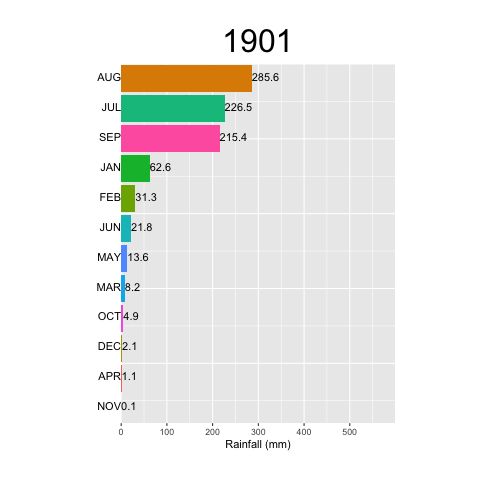 1901
AUG 285.6
JUL 226.5
SEP 215.4
JAN 62.6
FEB 31.3
JUN 21.8
MAY 13.6
MAR 8.2
OCT 4.9
DEC 2.1
APR 1.1
NOV 0.1
0 100 200 300 400 500
Rainfall (mm)